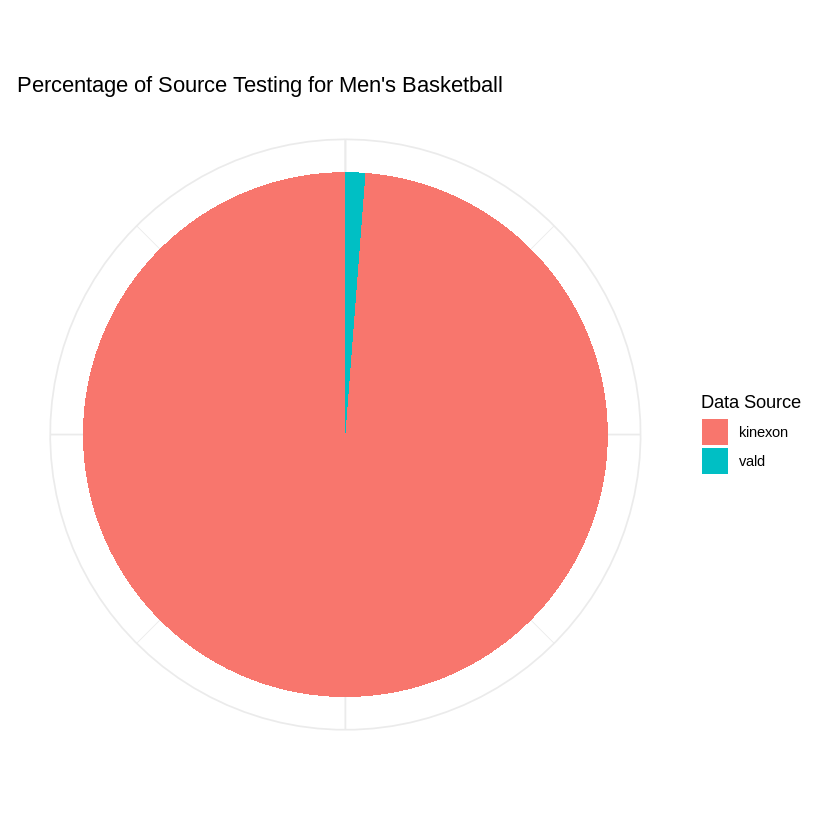 Percentage of Source Testing for Men's Basketball
Data Source
kinexon
vald